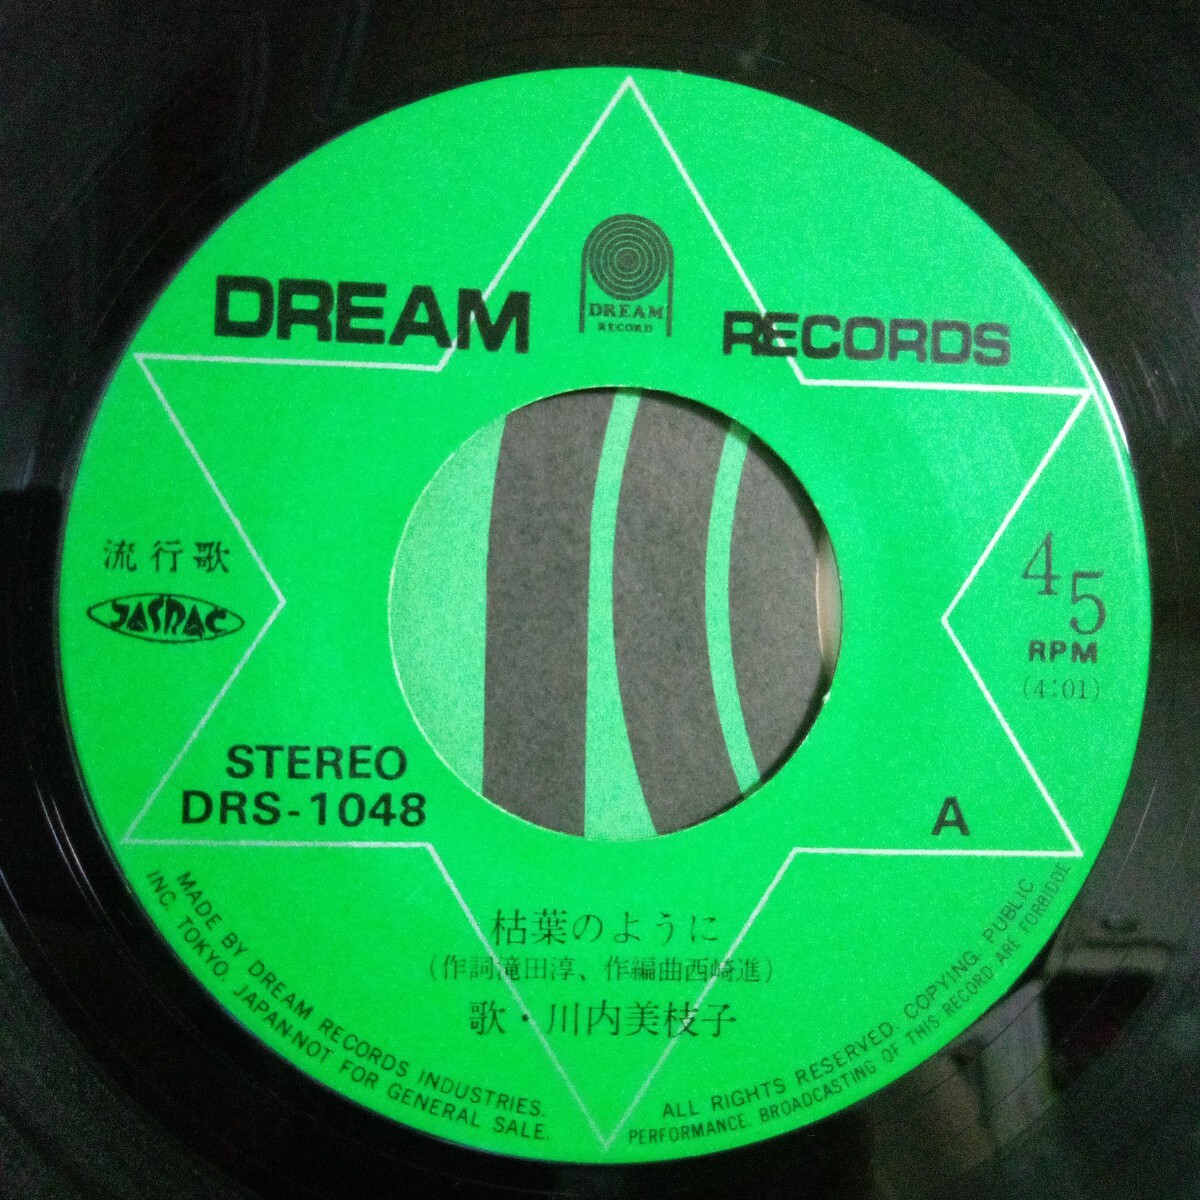 DREAM
DREAM
RECORD
RECORDS
流行歌
JASRAC
45
RPM
(4:01)
STEREO
DRS-1048
A
枯葉のように
(作詞滝田淳、作編曲西崎進)
歌・川内美枝子
MADE BY DREAM RECORDS INDUSTRIES.
INC. TOKYO. JAPAN-NOT FOR GENERAL SALE.
ALL RIGHTS RESERVED. COPYING. PUBLIC
PERFORMANCE. BROADCASTING OF THIS RECORD ARE FORBIDDE